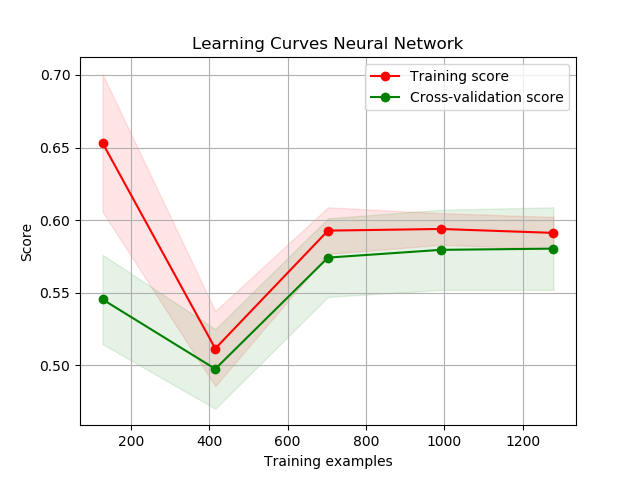 Learning Curves Neural Network
Training score
Cross-validation score
0.70
0.65
0.60
0.55
0.50
Score
200 400 600 800 1000 1200
Training examples